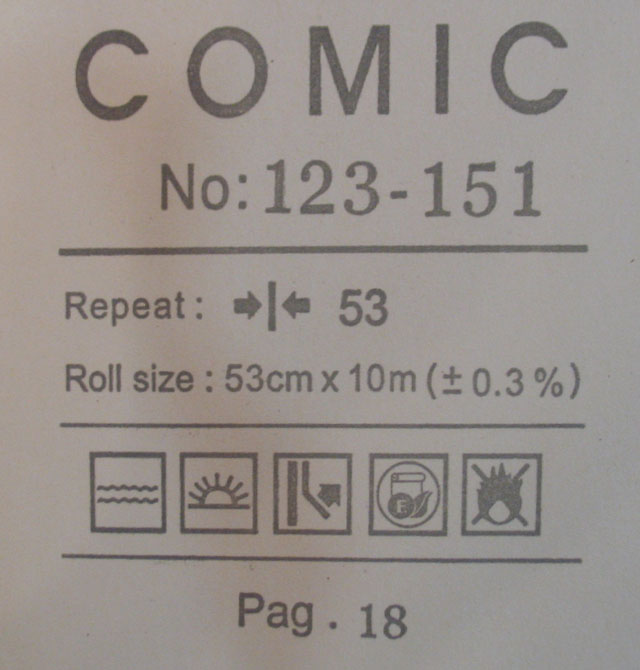 COMIC
No: 123-151
Repeat: 53
Roll size : 53cm x 10m (± 0.3%)
F
Pag. 18